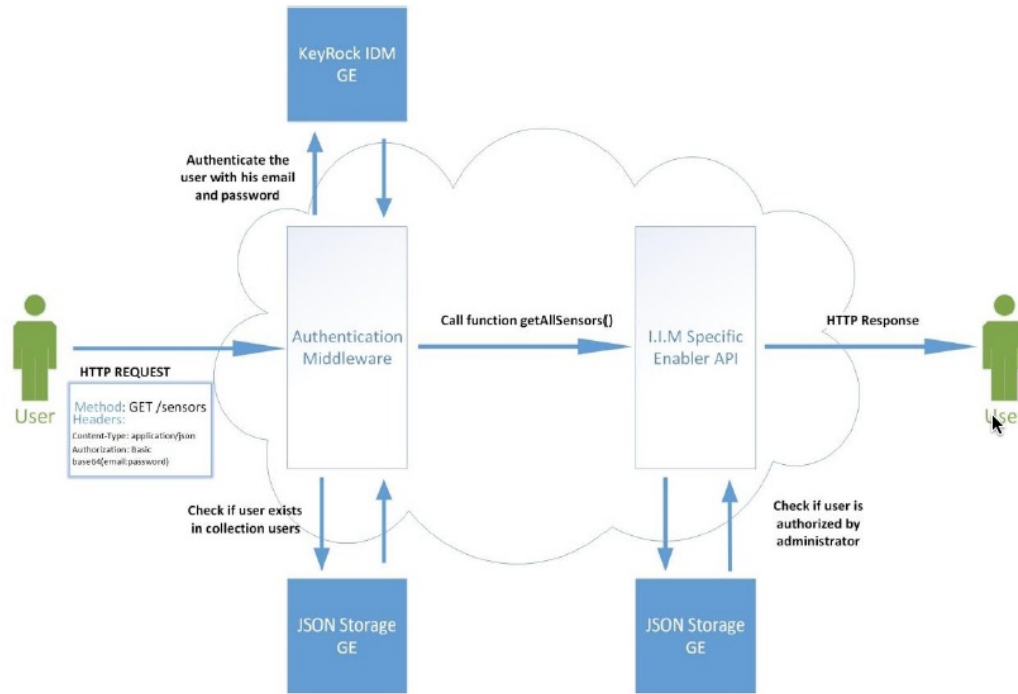 KeyRock IDM
GE
Authenticate the
user with his email
and password
Authentication
Middleware
Call function getAllSensors()
I.I.M Specific
Enabler API
HTTP Response
HTTP REQUEST
User
Method: GET /sensors
Headers:
Content-Type: application/json
Authorization: Basic
base64(email:password)
User
Check if user exists
in collection users
Check if user is
authorized by
administrator
JSON Storage
GE
JSON Storage
GE